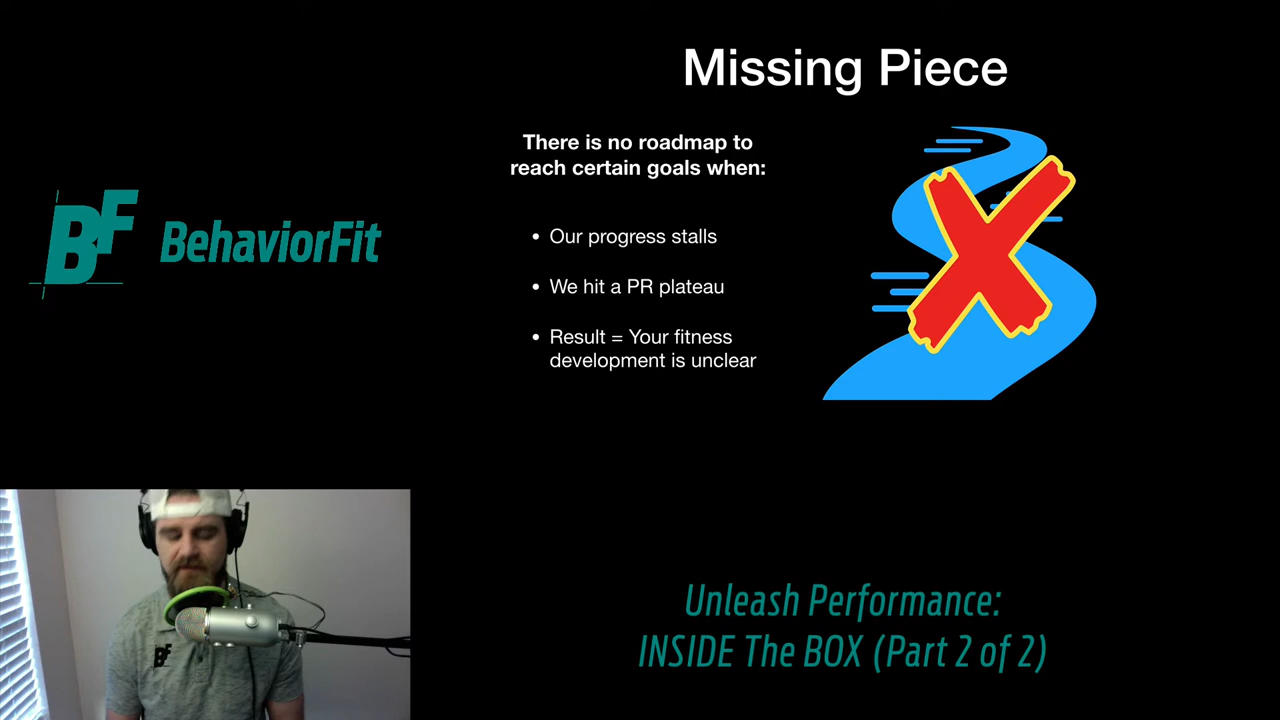 Missing Piece
There is no roadmap to
reach certain goals when:
• Our progress stalls
• We hit a PR plateau
• Result = Your fitness
development is unclear
BF BehaviorFit
BF
Unleash Performance:
INSIDE The BOX (Part 2 of 2)